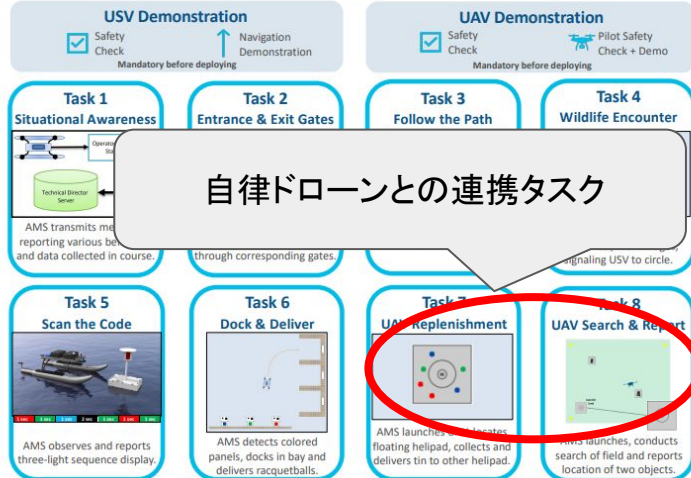 USV Demonstration
Safety
Check
Navigation
Demonstration
Mandatory before deploying
UAV Demonstration
Safety
Check
Pilot Safety
Check + Demo
Mandatory before deploying
Task 1
Situational Awareness
Technical Director
Server
AMS transmits
reporting various
and data collected in course.
Task 2
Entrance & Exit Gates
through corresponding gates.
Task 3
Follow the Path
Task 4
Wildlife Encounter
signaling USV to circle.
自律ドローンとの連携タスク
Task 5
Scan the Code
AMS observes and reports
three-light sequence display.
Task 6
Dock & Deliver
AMS detects colored
panels, docks in bay and
delivers racquetballs.
Task 7
UAV Replenishment
AMS launches UAV, locates
floating helipad, collects and
delivers tin to other helipad.
Task 8
UAV Search & Report
AMS launches, conducts
search of field and reports
location of two objects.